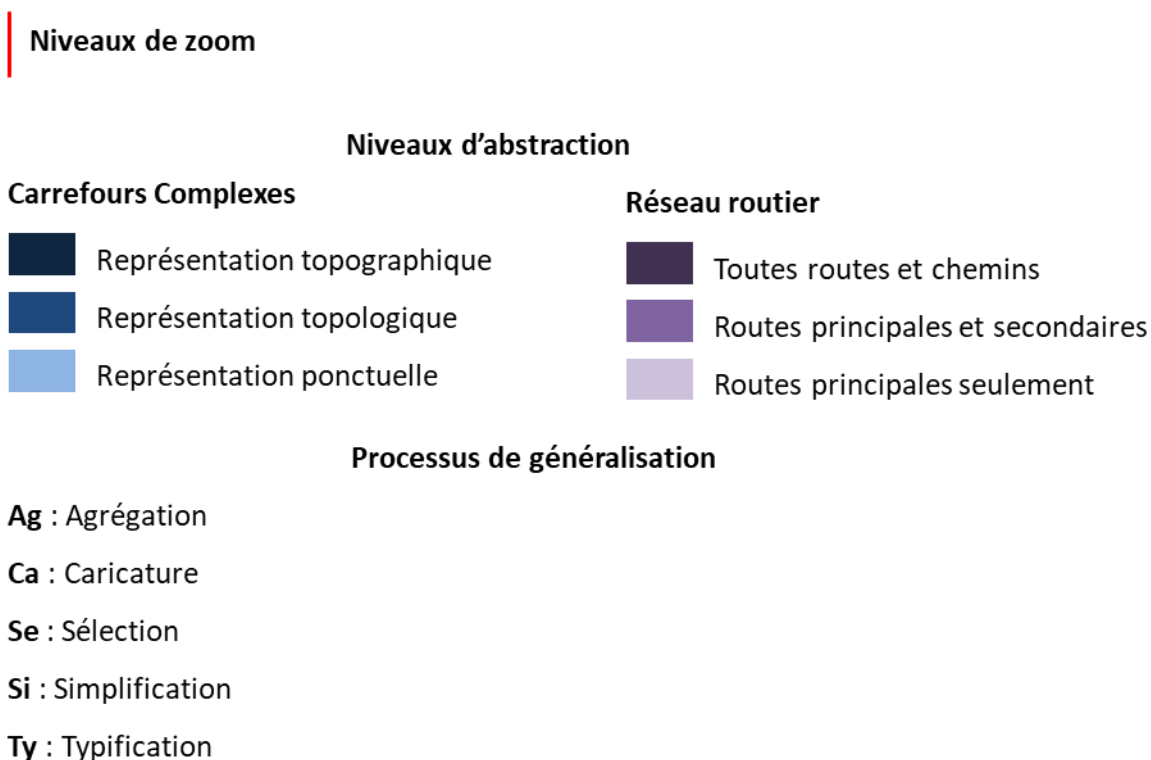 Niveaux de zoom
Niveaux d’abstraction
Carrefours Complexes
Représentation topographique
Représentation topologique
Représentation ponctuelle
Réseau routier
Toutes routes et chemins
Routes principales et secondaires
Routes principales seulement
Processus de généralisation
Ag : Agrégation
Ca : Caricature
Se : Sélection
Si : Simplification
Ty : Typification